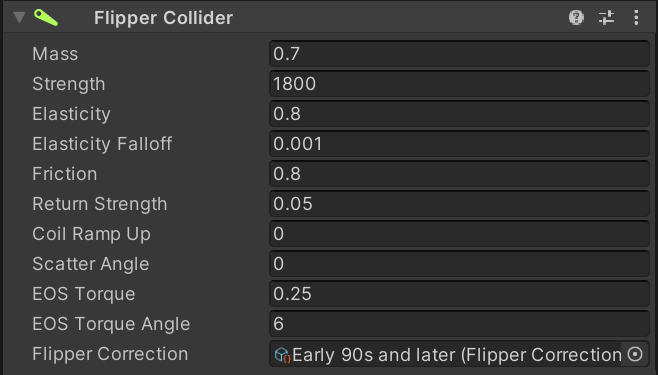 Flipper Collider
Mass 0.7
Strength 1800
Elasticity 0.8
Elasticity Falloff 0.001
Friction 0.8
Return Strength 0.05
Coil Ramp Up 0
Scatter Angle 0
EOS Torque 0.25
EOS Torque Angle 6
Flipper Correction Early 90s and later (Flipper Correction